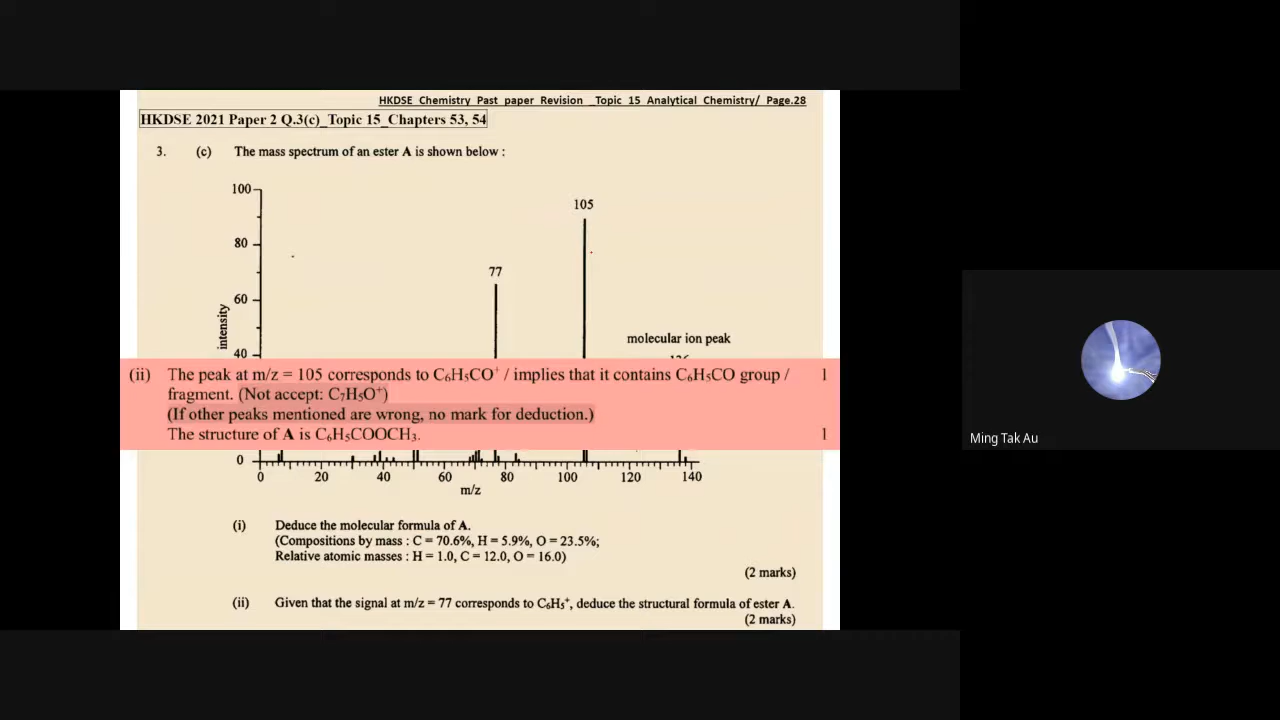 HKDSE Chemistry Past paper Revision _Topic 15 Analytical Chemistry/ Page.28
HKDSE 2021 Paper 2 Q.3(c)_Topic 15_Chapters 53, 54
3. (c) The mass spectrum of an ester A is shown below :
100
105
80
77
60
intensity
molecular ion peak
40
(ii) The peak at m/z = 105 corresponds to C₆H₅CO⁺ / implies that it contains C₆H₅CO group / 1
fragment. (Not accept: C₇H₅O⁺)
(If other peaks mentioned are wrong, no mark for deduction.)
The structure of A is C₆H₅COOCH₃. 1
0
0 20 40 60 80 100 120 140
m/z
(i) Deduce the molecular formula of A.
(Compositions by mass : C = 70.6%, H = 5.9%, O = 23.5%;
Relative atomic masses : H = 1.0, C = 12.0, O = 16.0)
(2 marks)
(ii) Given that the signal at m/z = 77 corresponds to C₆H₅⁺, deduce the structural formula of ester A.
(2 marks)
Ming Tak Au